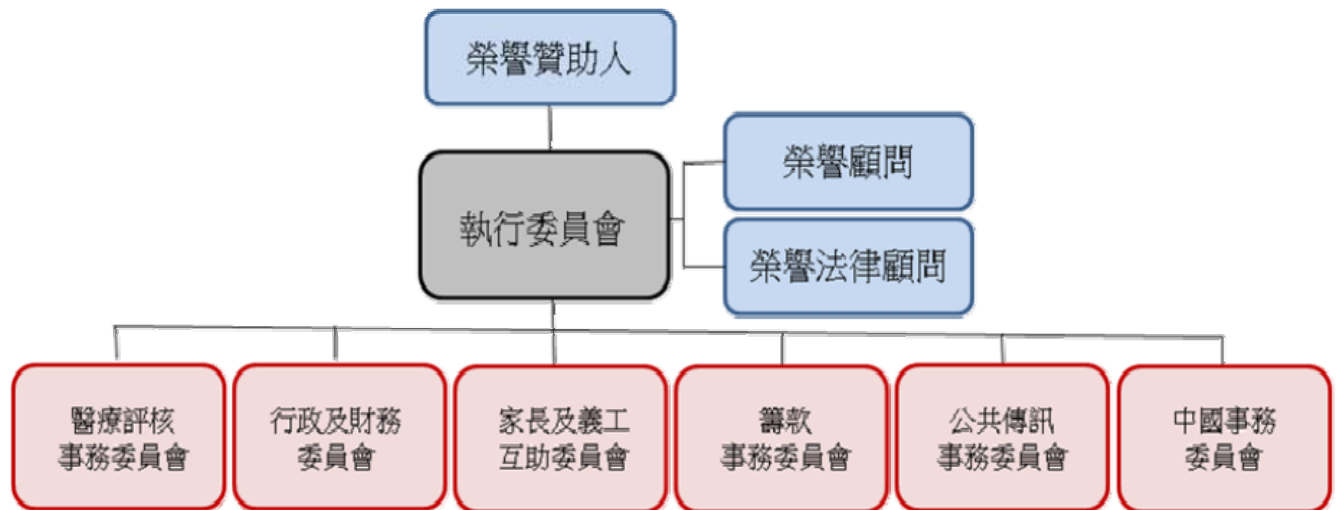 榮譽贊助人
榮譽顧問
執行委員會
榮譽法律顧問
醫療評核
事務委員會
行政及財務
委員會
家長及義工
互助委員會
籌款
事務委員會
公共傳訊
事務委員會
中國事務
委員會